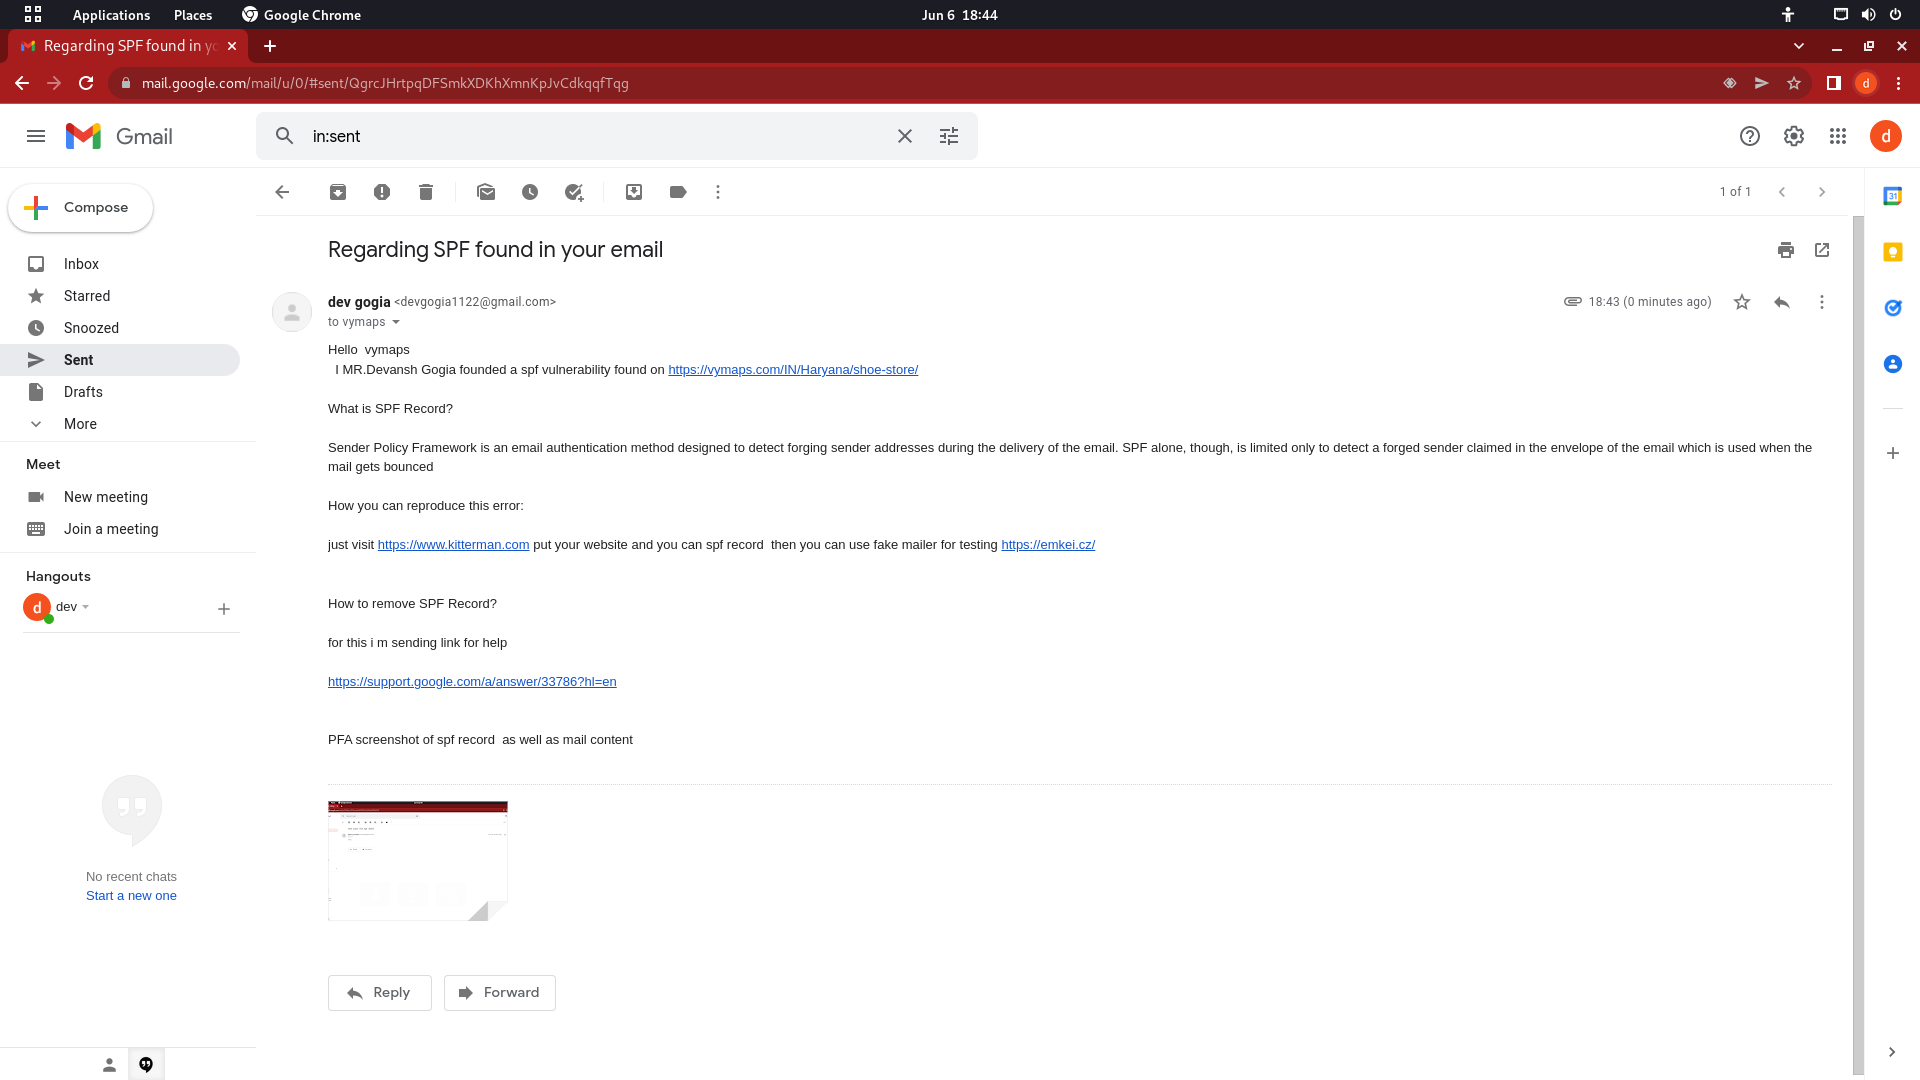 Applications Places Google Chrome Jun 6 18:44
Regarding SPF found in yo
mail.google.com/mail/u/0/#sent/QgrcJHrtpqDFSmkXDKhXmnKpJvCdkqqfTqg d
Gmail in:sent d
Compose 1 of 1
Inbox
Starred
Snoozed
Sent
Drafts
More
Meet
New meeting
Join a meeting
Hangouts
d dev
No recent chats
Start a new one
Regarding SPF found in your email
dev gogia <devgogia1122@gmail.com> 18:43 (0 minutes ago)
to vymaps
Hello vymaps
I MR.Devansh Gogia founded a spf vulnerability found on https://vymaps.com/IN/Haryana/shoe-store/
What is SPF Record?
Sender Policy Framework is an email authentication method designed to detect forging sender addresses during the delivery of the email. SPF alone, though, is limited only to detect a forged sender claimed in the envelope of the email which is used when the
mail gets bounced
How you can reproduce this error:
just visit https://www.kitterman.com put your website and you can spf record then you can use fake mailer for testing https://emkei.cz/
How to remove SPF Record?
for this i m sending link for help
https://support.google.com/a/answer/33786?hl=en
PFA screenshot of spf record as well as mail content
Reply Forward
31